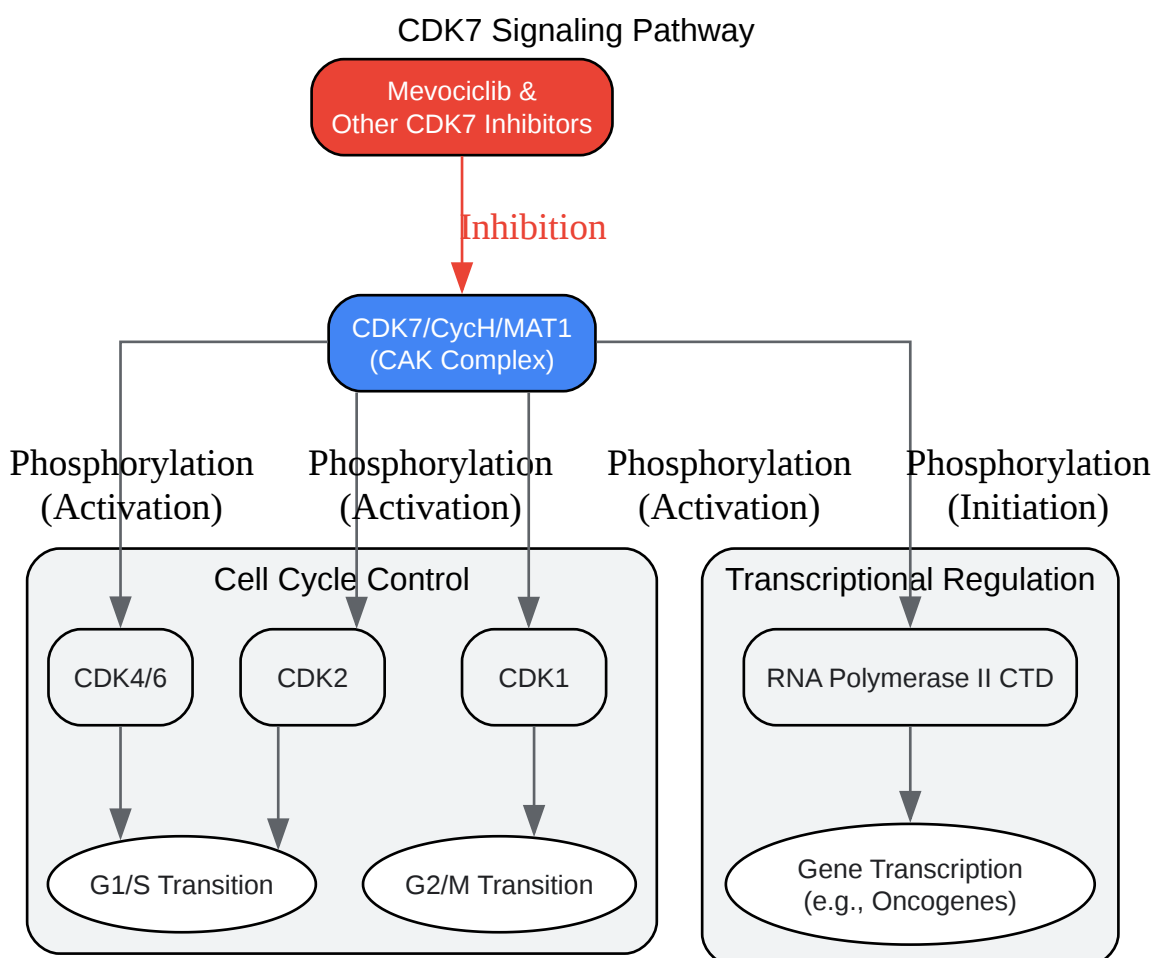 CDK7 Signaling Pathway
Mevociclib &
Other CDK7 Inhibitors
Inhibition
CDK7/CycH/MAT1
(CAK Complex)
Phosphorylation
(Activation)
Phosphorylation
(Activation)
Phosphorylation
(Activation)
Phosphorylation
(Initiation)
Cell Cycle Control
CDK4/6
CDK2
CDK1
G1/S Transition
G2/M Transition
Transcriptional Regulation
RNA Polymerase II CTD
Gene Transcription
(e.g., Oncogenes)